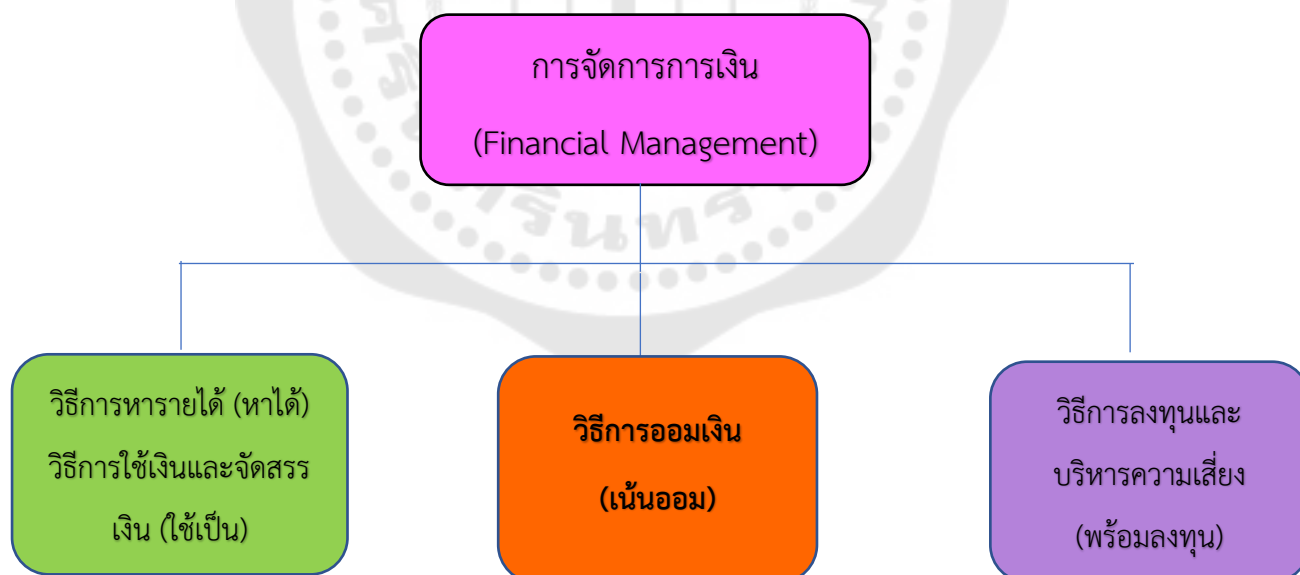 การจัดการการเงิน
(Financial Management)
วิธีการหารายได้ (หาได้)
วิธีการใช้เงินและจัดสรร
เงิน (ใช้เป็น)
วิธีการออมเงิน
(เน้นออม)
วิธีการลงทุนและ
บริหารความเสี่ยง
(พร้อมลงทุน)